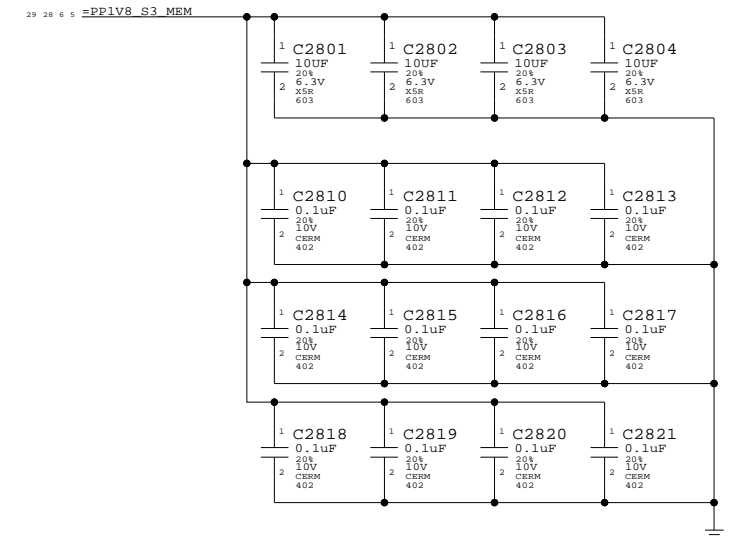 29 28 6 5 =PP1V8_S3_MEM
1 C2801 1 C2802 1 C2803 1 C2804
10UF 10UF 10UF 10UF
20% 20% 20% 20%
2 6.3V 2 6.3V 2 6.3V 2 6.3V
X5R X5R X5R X5R
603 603 603 603
1 C2810 1 C2811 1 C2812 1 C2813
0.1uF 0.1uF 0.1uF 0.1uF
20% 20% 20% 20%
2 10V 2 10V 2 10V 2 10V
CERM CERM CERM CERM
402 402 402 402
1 C2814 1 C2815 1 C2816 1 C2817
0.1uF 0.1uF 0.1uF 0.1uF
20% 20% 20% 20%
2 10V 2 10V 2 10V 2 10V
CERM CERM CERM CERM
402 402 402 402
1 C2818 1 C2819 1 C2820 1 C2821
0.1uF 0.1uF 0.1uF 0.1uF
20% 20% 20% 20%
2 10V 2 10V 2 10V 2 10V
CERM CERM CERM CERM
402 402 402 402